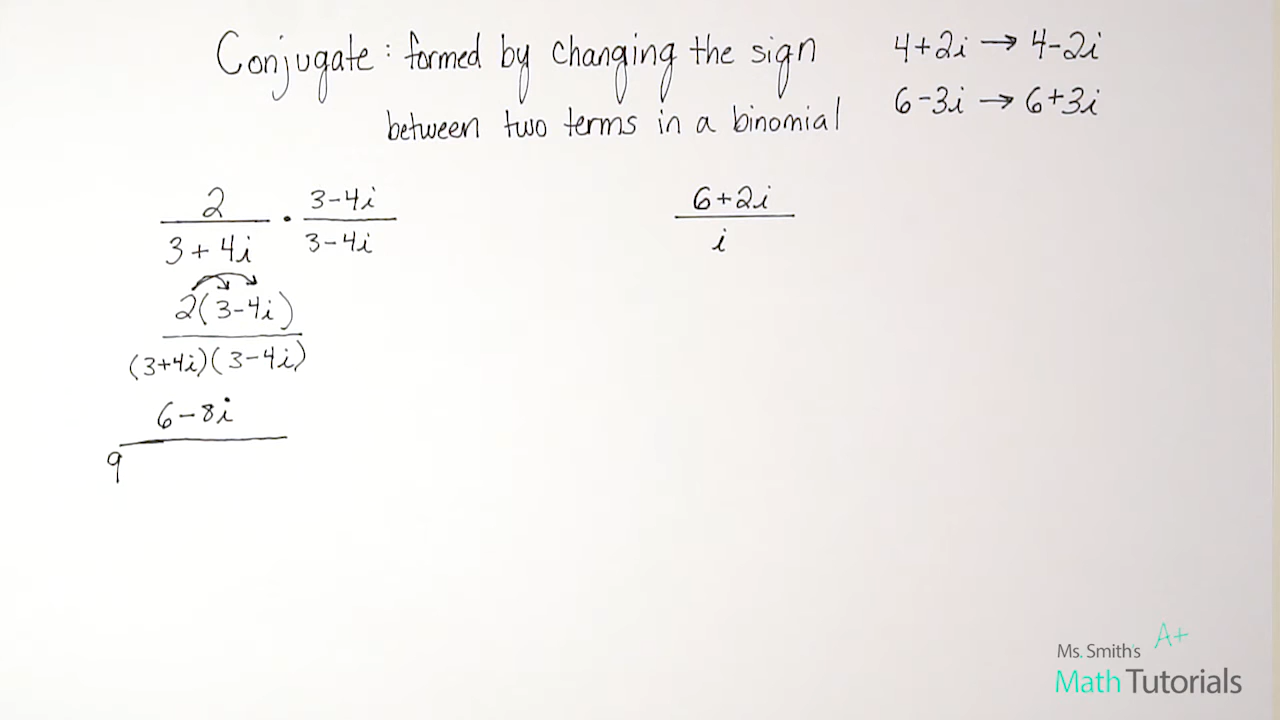 Conjugate: formed by changing the sign
between two terms in a binomial
4+2i → 4-2i
6-3i → 6+3i
2 3-4i
3+4i • 3-4i
2(3-4i)
(3+4i)(3-4i)
6-8i
9
6+2i
i
A+
Ms. Smith's
Math Tutorials